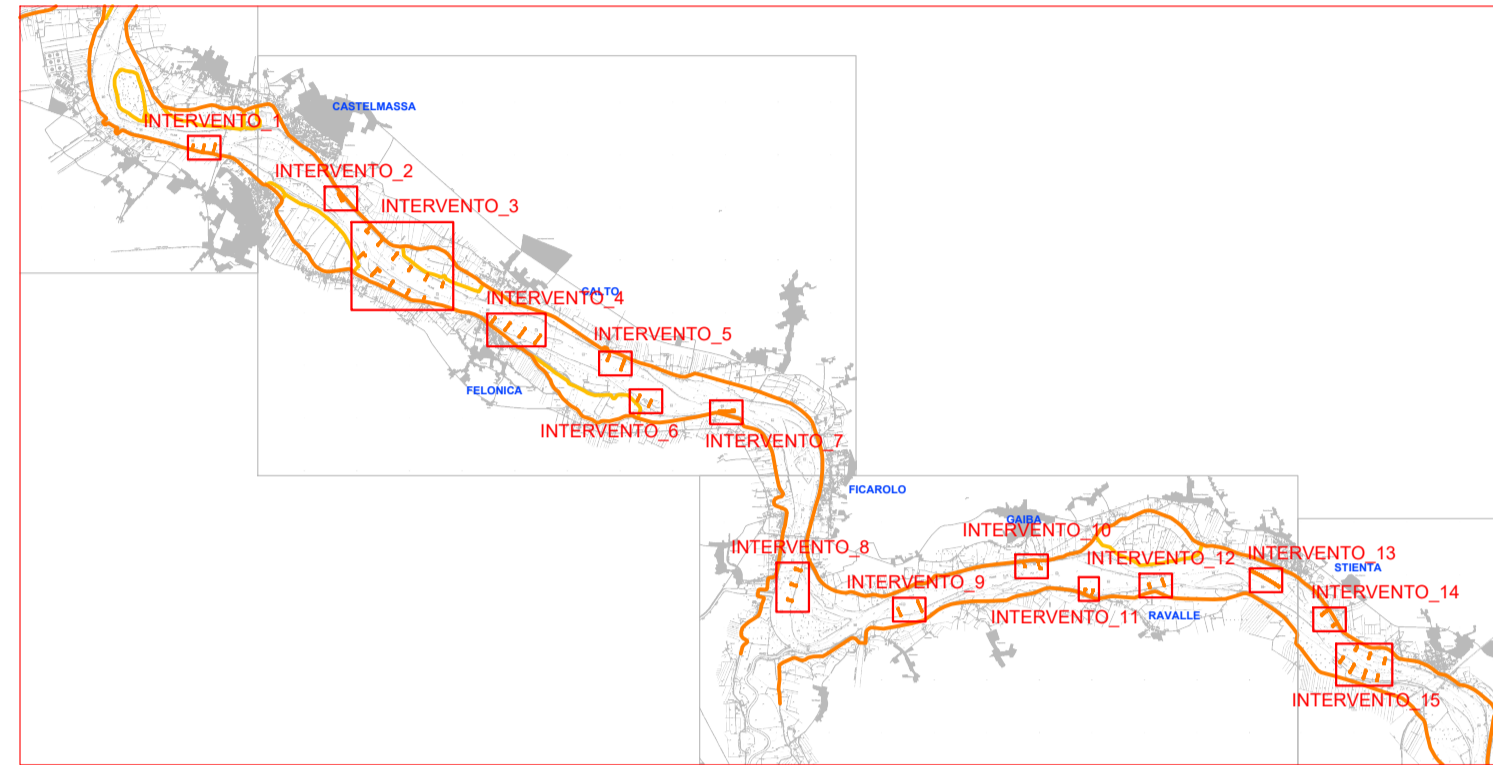 CASTELMASSA
INTERVENTO_1
INTERVENTO_2
INTERVENTO_3
CALTO
INTERVENTO_4
INTERVENTO_5
FELONICA
INTERVENTO_6
INTERVENTO_7
FICAROLO
GAIBA
INTERVENTO_10
INTERVENTO_8
INTERVENTO_12
INTERVENTO_13
STIENTA
INTERVENTO_9
INTERVENTO_14
INTERVENTO_11
RAVALLE
INTERVENTO_15